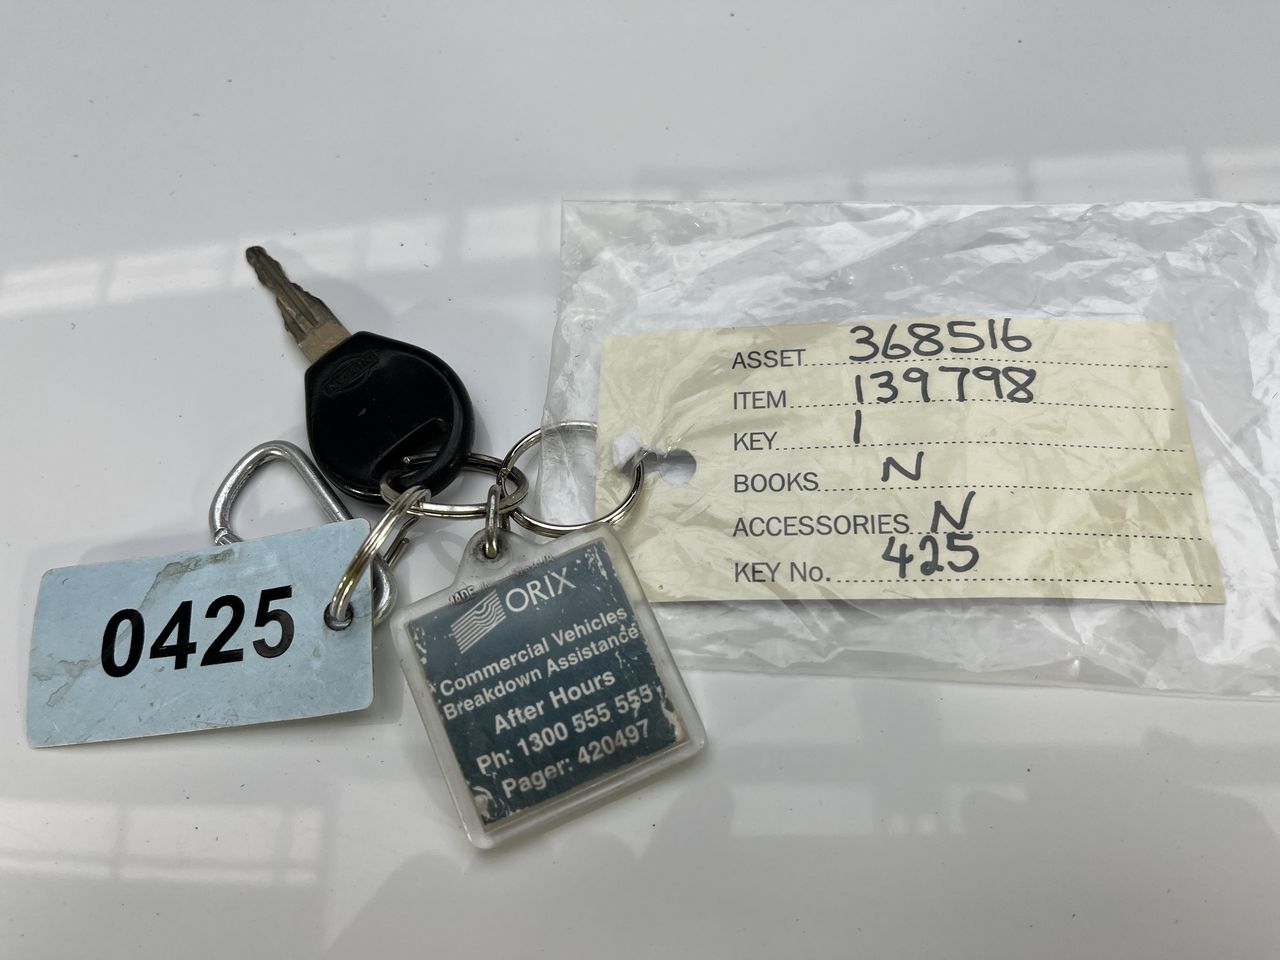 ASSET 368516
ITEM 139798
KEY 1
BOOKS N
ACCESSORIES N
KEY No. 425
0425
ORIX
Commercial Vehicles
Breakdown Assistance
After Hours
Ph: 1300 555 555
Pager: 420497